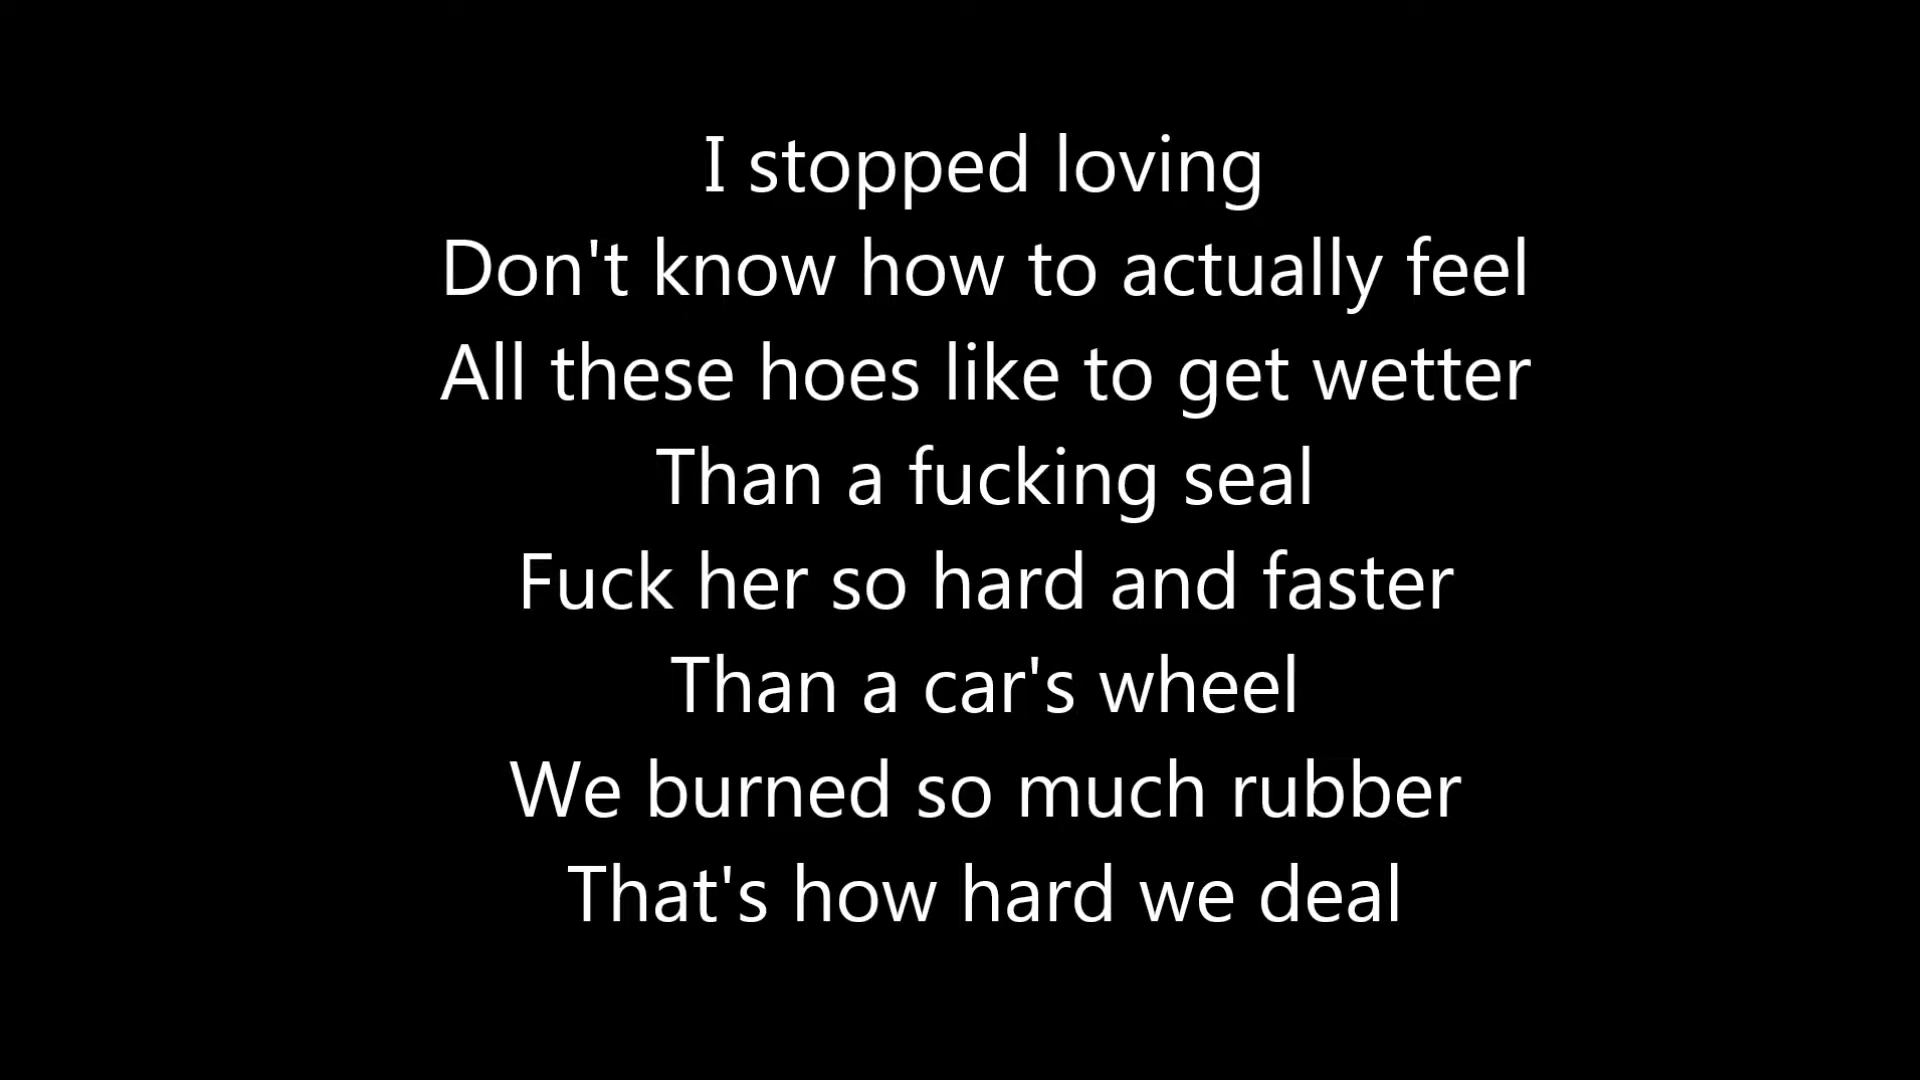 I stopped loving
Don't know how to actually feel
All these hoes like to get wetter
Than a fucking seal
Fuck her so hard and faster
Than a car's wheel
We burned so much rubber
That's how hard we deal